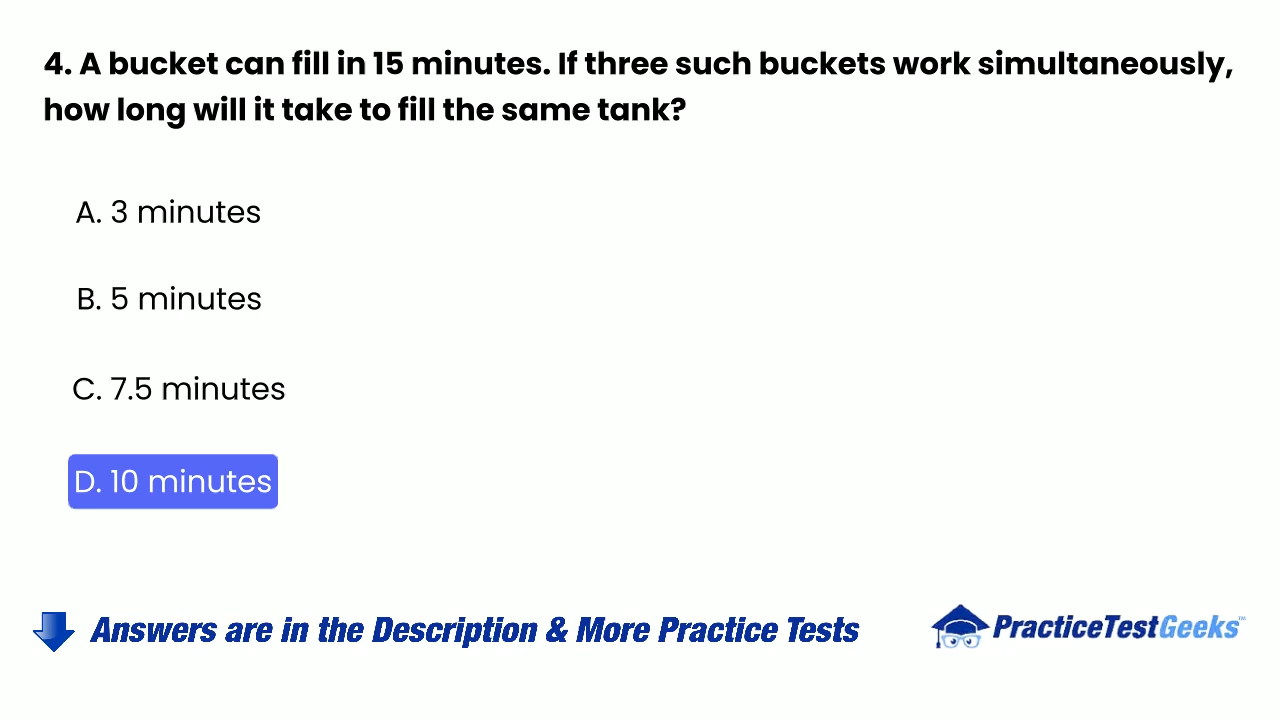 4. A bucket can fill in 15 minutes. If three such buckets work simultaneously,
how long will it take to fill the same tank?
A. 3 minutes
B. 5 minutes
C. 7.5 minutes
D. 10 minutes
Answers are in the Description & More Practice Tests
PracticeTestGeeks™